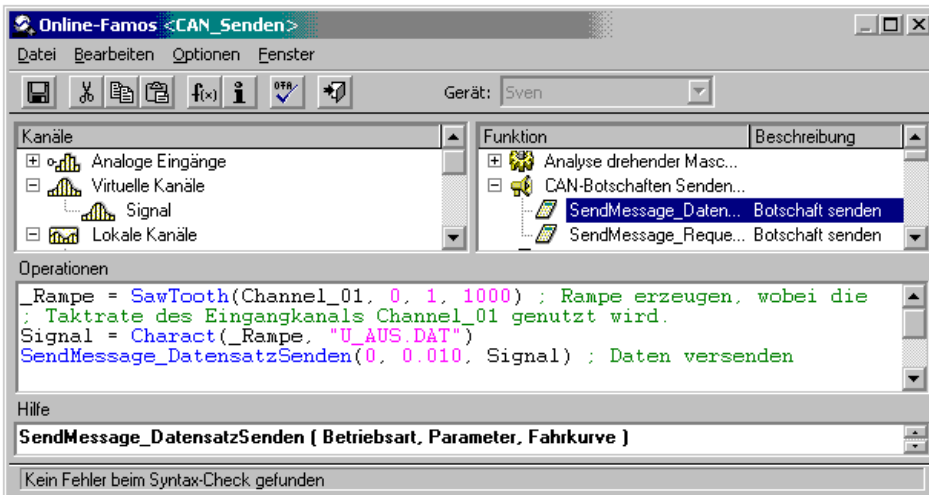 Online-Famos <CAN_Senden>
Datei Bearbeiten Optionen Fenster
f(x) i OTR Gerät: Sven
Kanäle
Analoge Eingänge
Virtuelle Kanäle
Signal
Lokale Kanäle
Funktion Beschreibung
Analyse drehender Masc...
CAN-Botschaften Senden...
SendMessage_Daten... Botschaft senden
SendMessage_Reque... Botschaft senden
Operationen
_Rampe = SawTooth(Channel_01, 0, 1, 1000) ; Rampe erzeugen, wobei die
; Taktrate des Eingangkanals Channel_01 genutzt wird.
Signal = Charact(_Rampe, "U_AUS.DAT")
SendMessage_DatensatzSenden(0, 0.010, Signal) ; Daten versenden
Hilfe
SendMessage_DatensatzSenden ( Betriebsart, Parameter, Fahrkurve )
Kein Fehler beim Syntax-Check gefunden